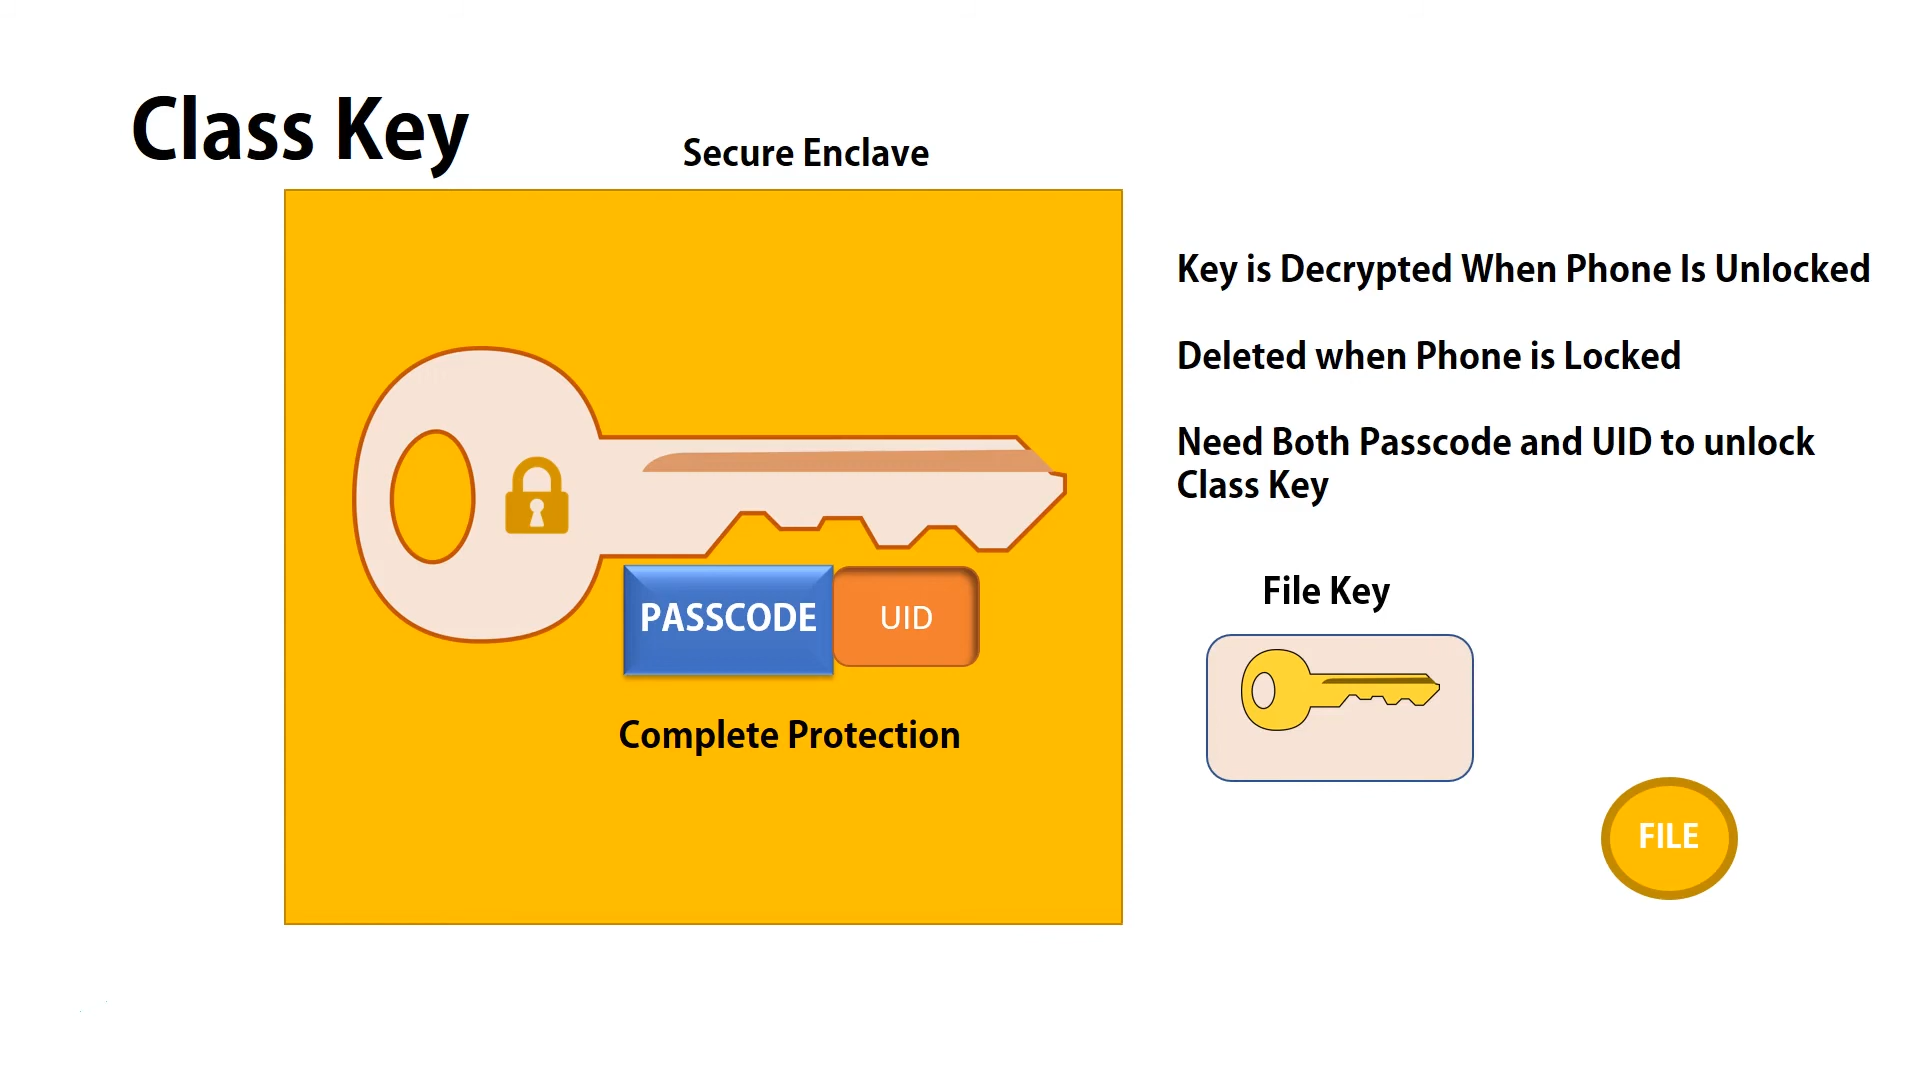 Class Key
Secure Enclave
Key is Decrypted When Phone Is Unlocked
Deleted when Phone is Locked
Need Both Passcode and UID to unlock
Class Key
PASSCODE
UID
Complete Protection
File Key
FILE